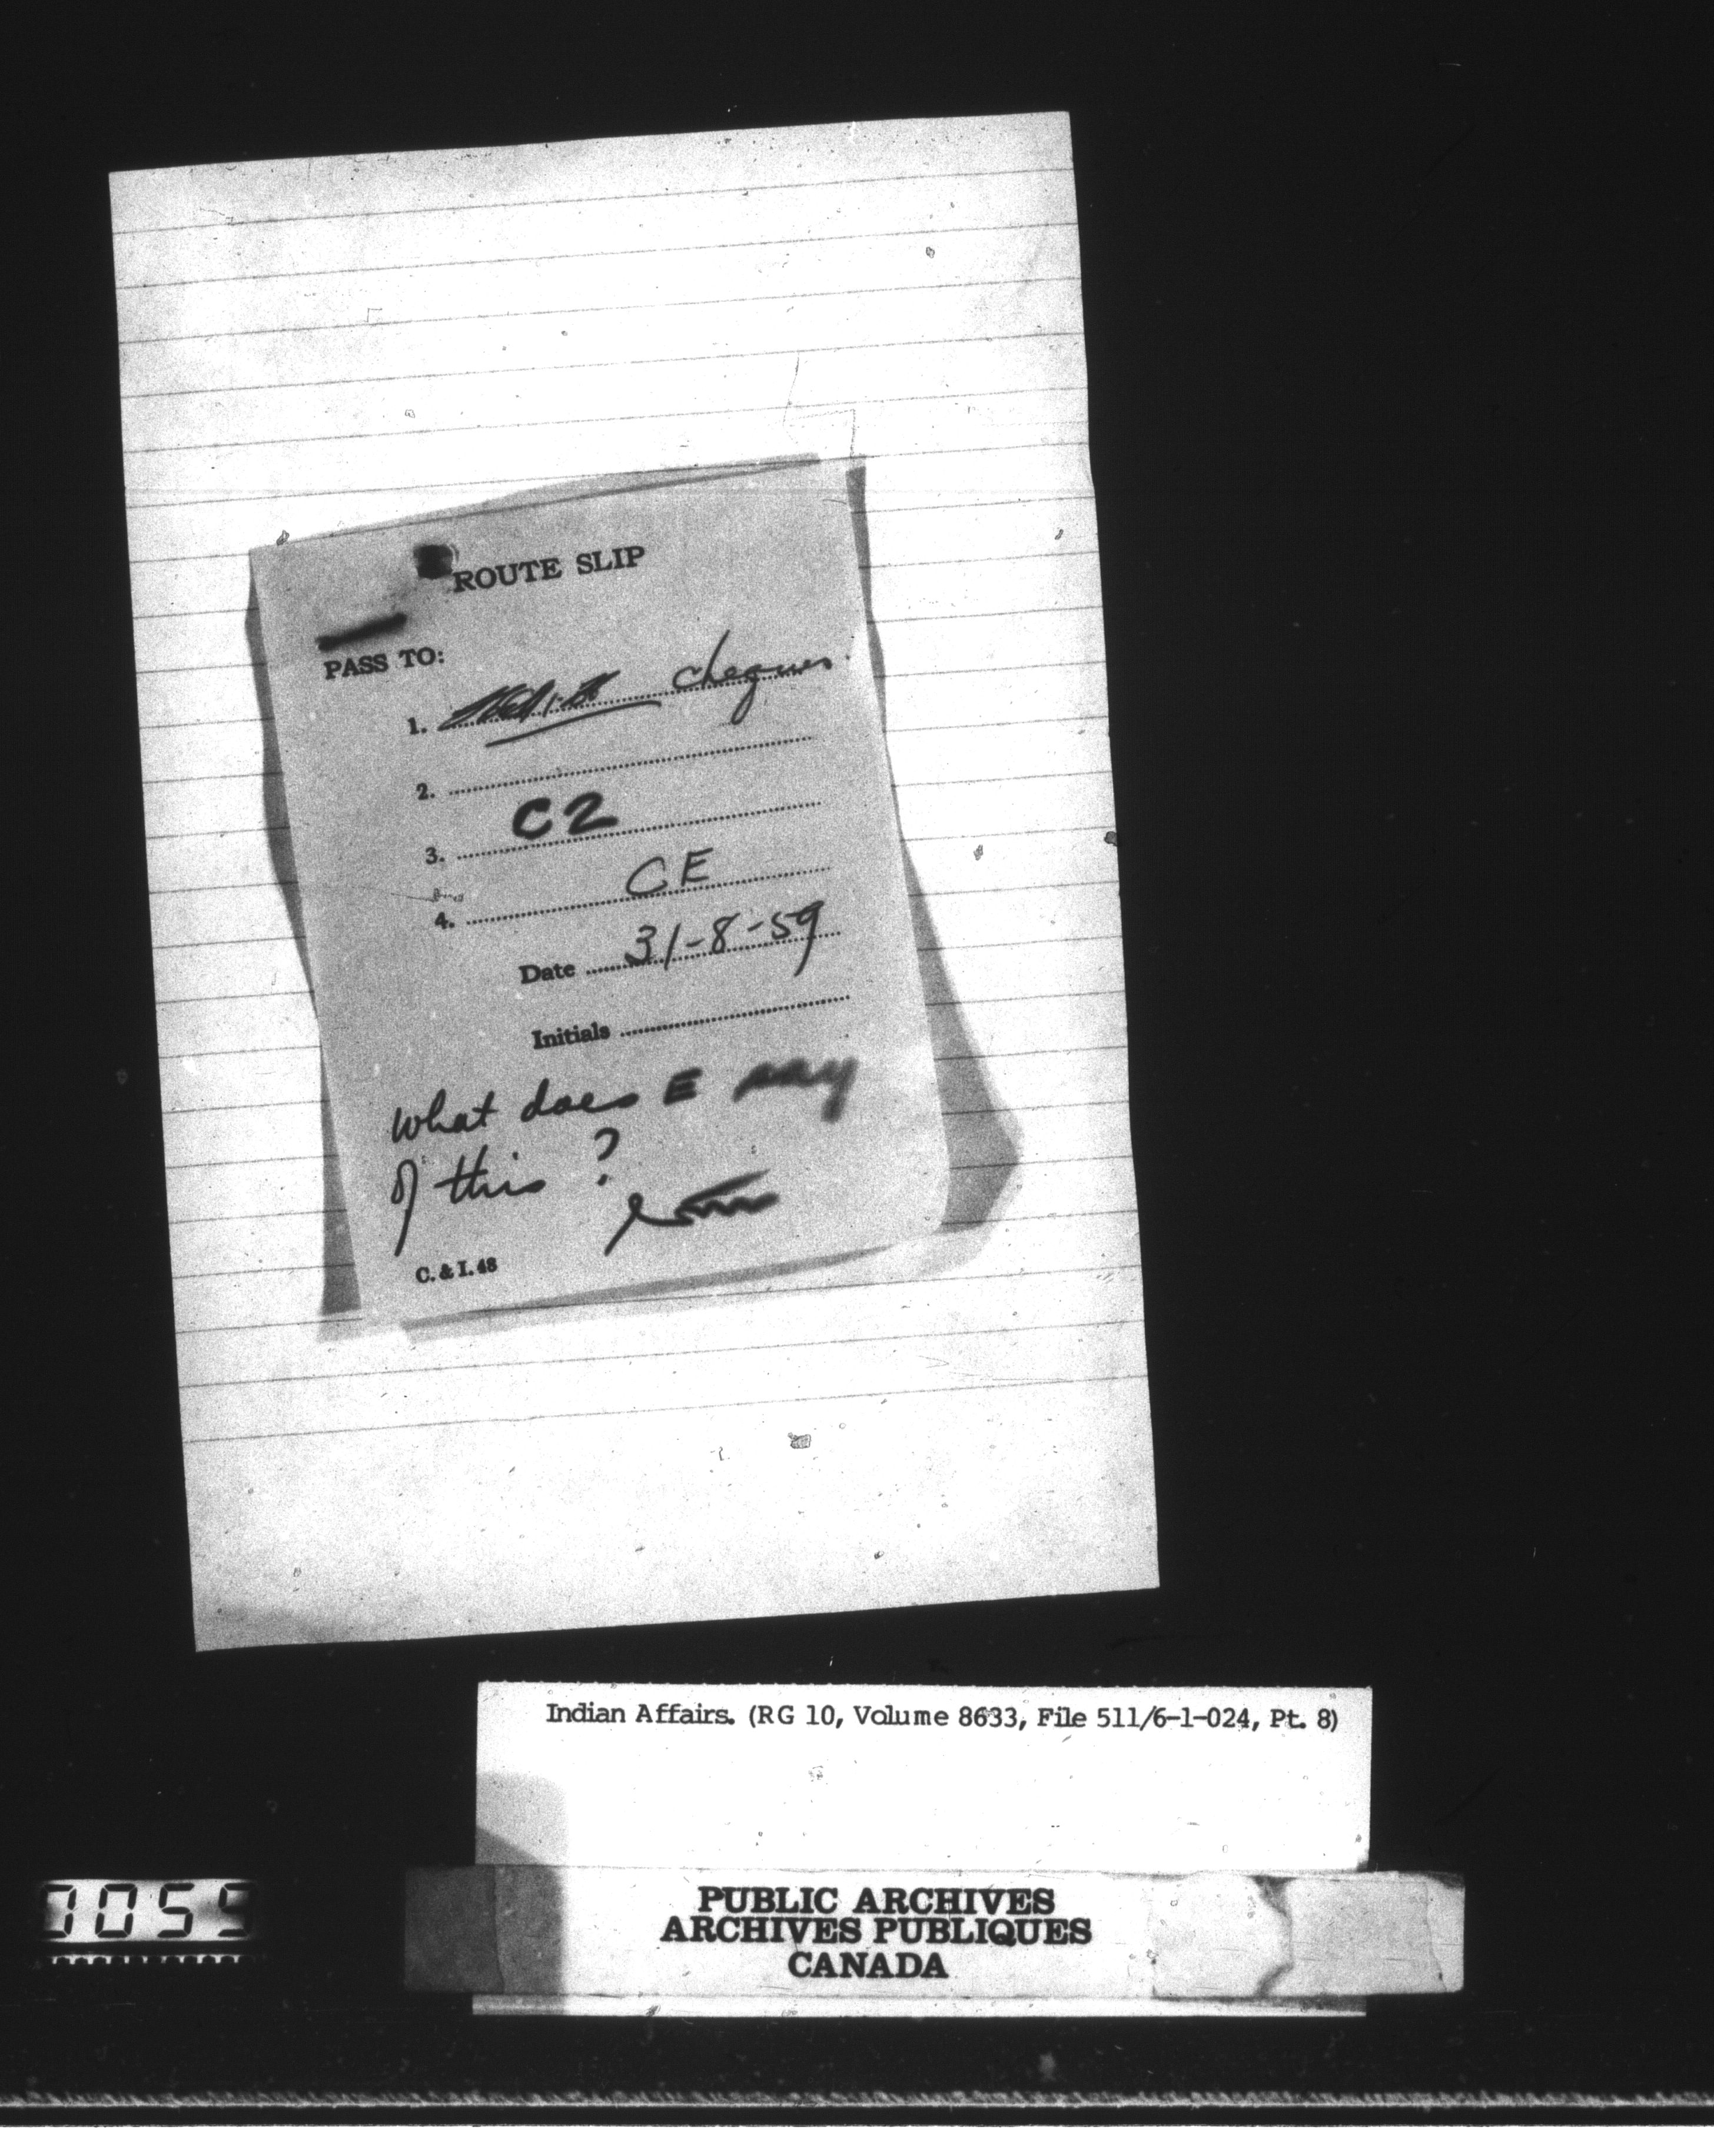 ROUTE SLIP
PASS TO:
1. cheques
2.
3. C2
4. CE
Date 31-8-59
Initials
What does E say
of this?
C. & I. 48
Indian Affairs. (RG 10, Volume 8633, File 511/6-1-024, Pt. 8)
PUBLIC ARCHIVES
ARCHIVES PUBLIQUES
CANADA